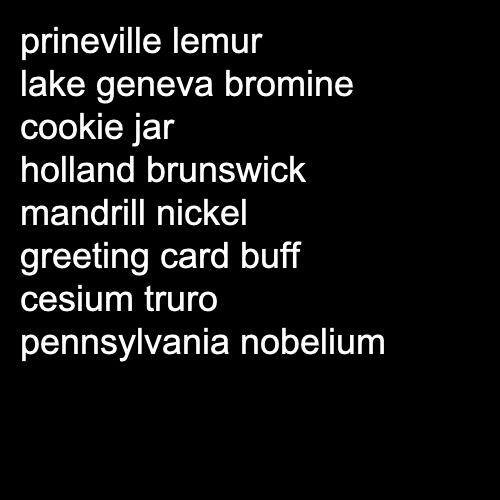 prineville lemur
lake geneva bromine
cookie jar
holland brunswick
mandrill nickel
greeting card buff
cesium truro
pennsylvania nobelium